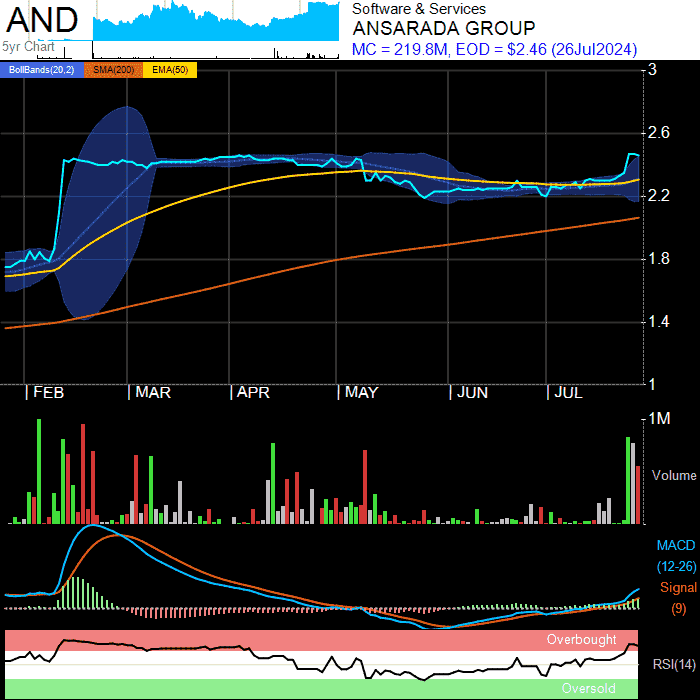 AND
5yr Chart
Software & Services
ANSARADA GROUP
MC = 219.8M, EOD = $2.46 (26Jul2024)
BollBands(20,2) SMA(200) EMA(50)
3
2.6
2.2
1.8
1.4
1
FEB MAR APR MAY JUN JUL
1M
Volume
MACD
(12-26)
Signal
(9)
Overbought
RSI(14)
Oversold